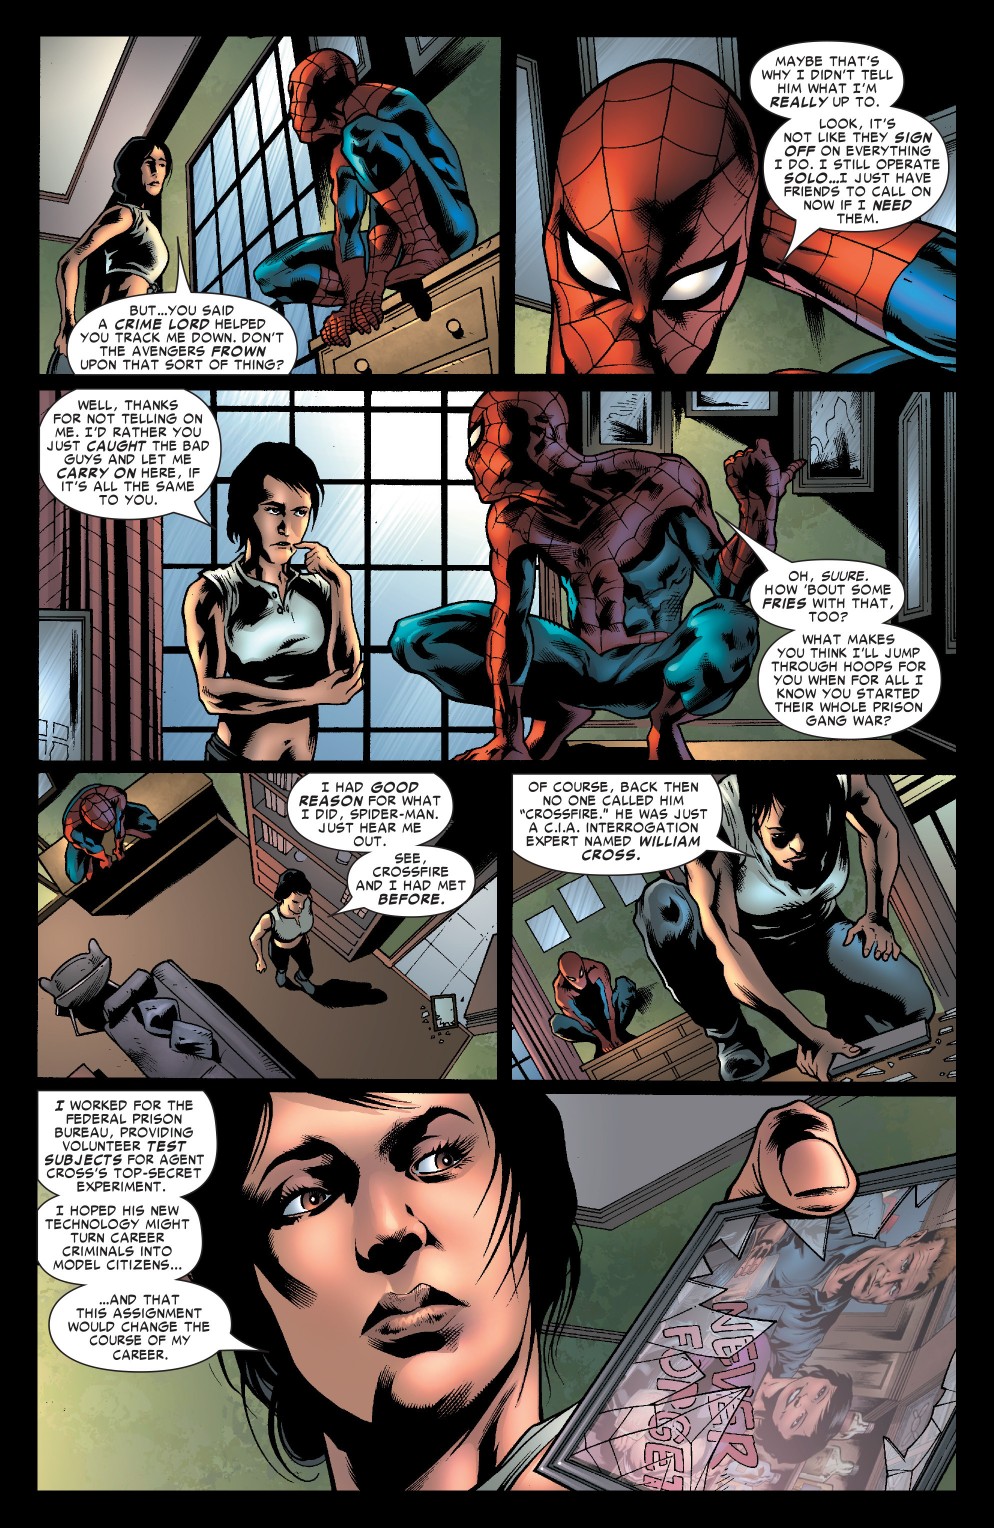 BUT...YOU SAID
A CRIME LORD HELPED
YOU TRACK ME DOWN. DON'T
THE AVENGERS FROWN
UPON THAT SORT OF THING?
MAYBE THAT'S
WHY I DIDN'T TELL
HIM WHAT I'M
REALLY UP TO.
LOOK, IT'S
NOT LIKE THEY SIGN
OFF ON EVERYTHING
I DO. I STILL OPERATE
SOLO...I JUST HAVE
FRIENDS TO CALL ON
NOW IF I NEED
THEM.
WELL, THANKS
FOR NOT TELLING ON
ME. I'D RATHER YOU
JUST CAUGHT THE BAD
GUYS AND LET ME
CARRY ON HERE, IF
IT'S ALL THE SAME
TO YOU.
OH, SUURE.
HOW 'BOUT SOME
FRIES WITH THAT,
TOO?
WHAT MAKES
YOU THINK I'LL JUMP
THROUGH HOOPS FOR
YOU WHEN FOR ALL I
KNOW YOU STARTED
THEIR WHOLE PRISON
GANG WAR?
I HAD GOOD
REASON FOR WHAT
I DID, SPIDER-MAN.
JUST HEAR ME
OUT.
SEE,
CROSSFIRE
AND I HAD MET
BEFORE.
OF COURSE, BACK THEN
NO ONE CALLED HIM
"CROSSFIRE." HE WAS JUST
A C.I.A. INTERROGATION
EXPERT NAMED WILLIAM
CROSS.
I WORKED FOR THE
FEDERAL PRISON
BUREAU, PROVIDING
VOLUNTEER TEST
SUBJECTS FOR AGENT
CROSS'S TOP-SECRET
EXPERIMENT.
I HOPED HIS NEW
TECHNOLOGY MIGHT
TURN CAREER
CRIMINALS INTO
MODEL CITIZENS...
...AND THAT
THIS ASSIGNMENT
WOULD CHANGE THE
COURSE OF MY
CAREER.
NEVER
FORGET